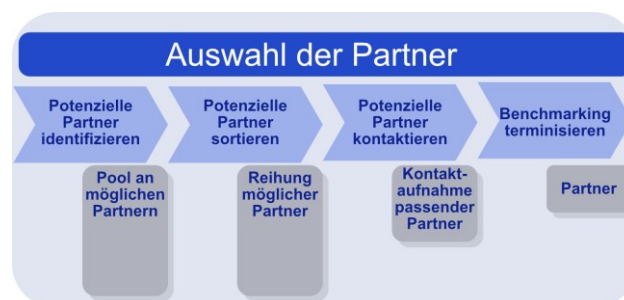 Auswahl der Partner
Potenzielle
Partner
identifizieren
Potenzielle
Partner
sortieren
Potenzielle
Partner
kontaktieren
Benchmarking
terminisieren
Pool an
möglichen
Partnern
Reihung
möglicher
Partner
Kontakt-
aufnahme
passender
Partner
Partner